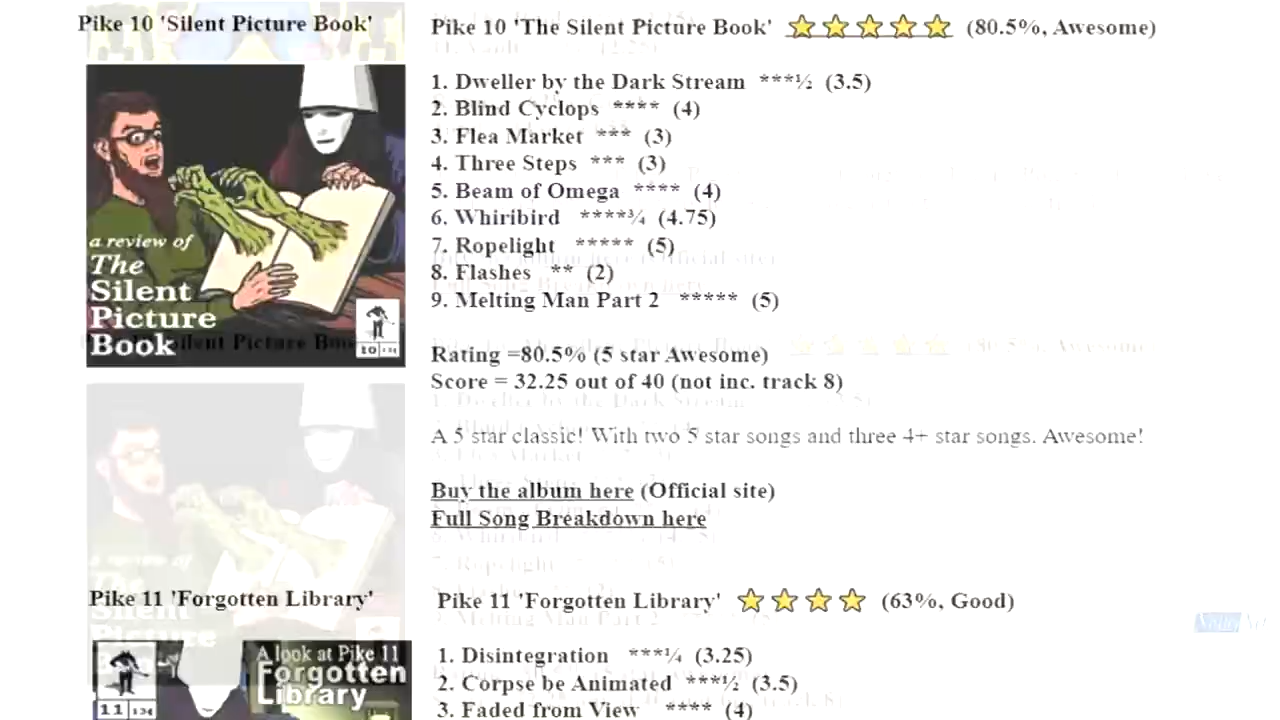 Pike 10 'Silent Picture Book'
a review of
The
Silent
Picture
Book
10
Pike 10 'The Silent Picture Book' (80.5%, Awesome)
1. Dweller by the Dark Stream ***½ (3.5)
2. Blind Cyclops **** (4)
3. Flea Market *** (3)
4. Three Steps *** (3)
5. Beam of Omega **** (4)
6. Whiribird ****¾ (4.75)
7. Ropelight ***** (5)
8. Flashes ** (2)
9. Melting Man Part 2 ***** (5)
Rating =80.5% (5 star Awesome)
Score = 32.25 out of 40 (not inc. track 8)
A 5 star classic! With two 5 star songs and three 4+ star songs. Awesome!
Buy the album here (Official site)
Full Song Breakdown here
Pike 11 'Forgotten Library'
A look at Pike 11
Forgotten
Library
11
Pike 11 'Forgotten Library' (63%, Good)
1. Disintegration ***¼ (3.25)
2. Corpse be Animated ***½ (3.5)
3. Faded from View **** (4)